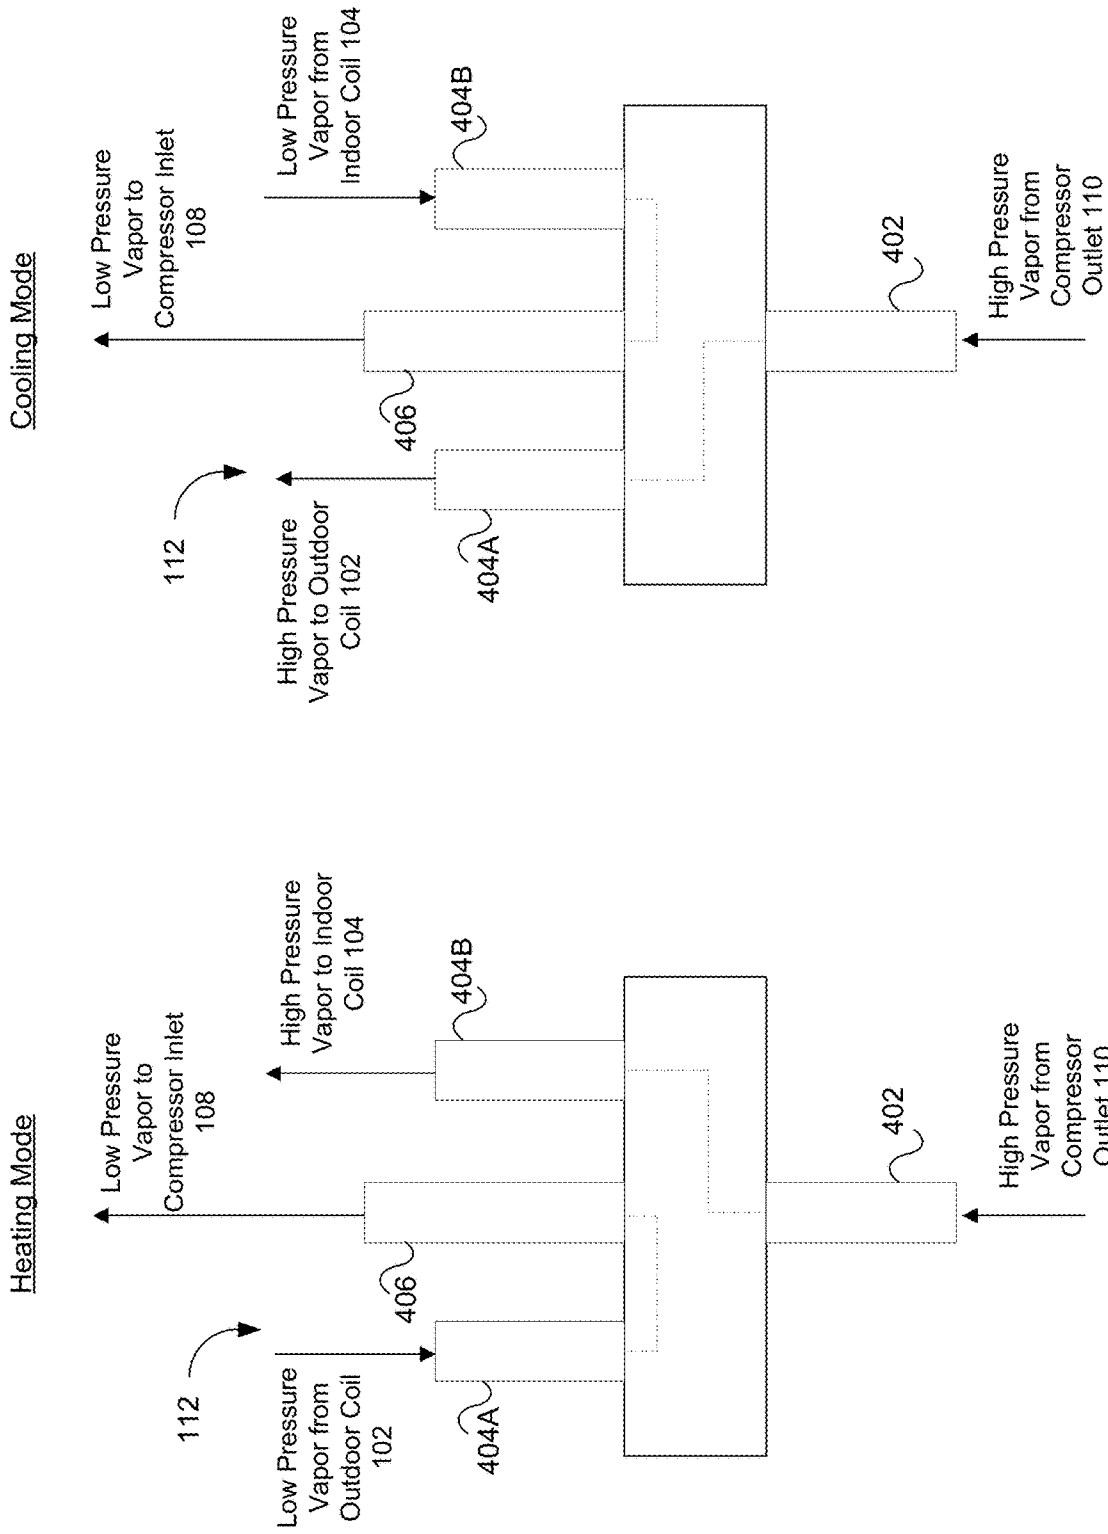 Heating Mode
112
Low Pressure
Vapor from
Outdoor Coil
102
Low Pressure
Vapor to
Compressor Inlet
108
High Pressure
Vapor to Indoor
Coil 104
404A
406
404B
402
High Pressure
Vapor from
Compressor
Outlet 110
Cooling Mode
112
High Pressure
Vapor to Outdoor
Coil 102
Low Pressure
Vapor to
Compressor Inlet
108
Low Pressure
Vapor from
Indoor Coil 104
404A
406
404B
402
High Pressure
Vapor from
Compressor
Outlet 110